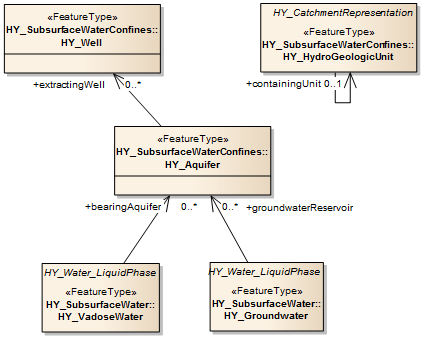 «FeatureType»
HY_SubsurfaceWaterConfines::
HY_Well
HY_CatchmentRepresentation
«FeatureType»
HY_SubsurfaceWaterConfines::
HY_HydroGeologicUnit
+extractingWell 0..*
+containingUnit 0..1
«FeatureType»
HY_SubsurfaceWaterConfines::
HY_Aquifer
+bearingAquifer 0..* 0..* +groundwaterReservoir
HY_Water_LiquidPhase
«FeatureType»
HY_SubsurfaceWater::
HY_VadoseWater
HY_Water_LiquidPhase
«FeatureType»
HY_SubsurfaceWater::
HY_Groundwater